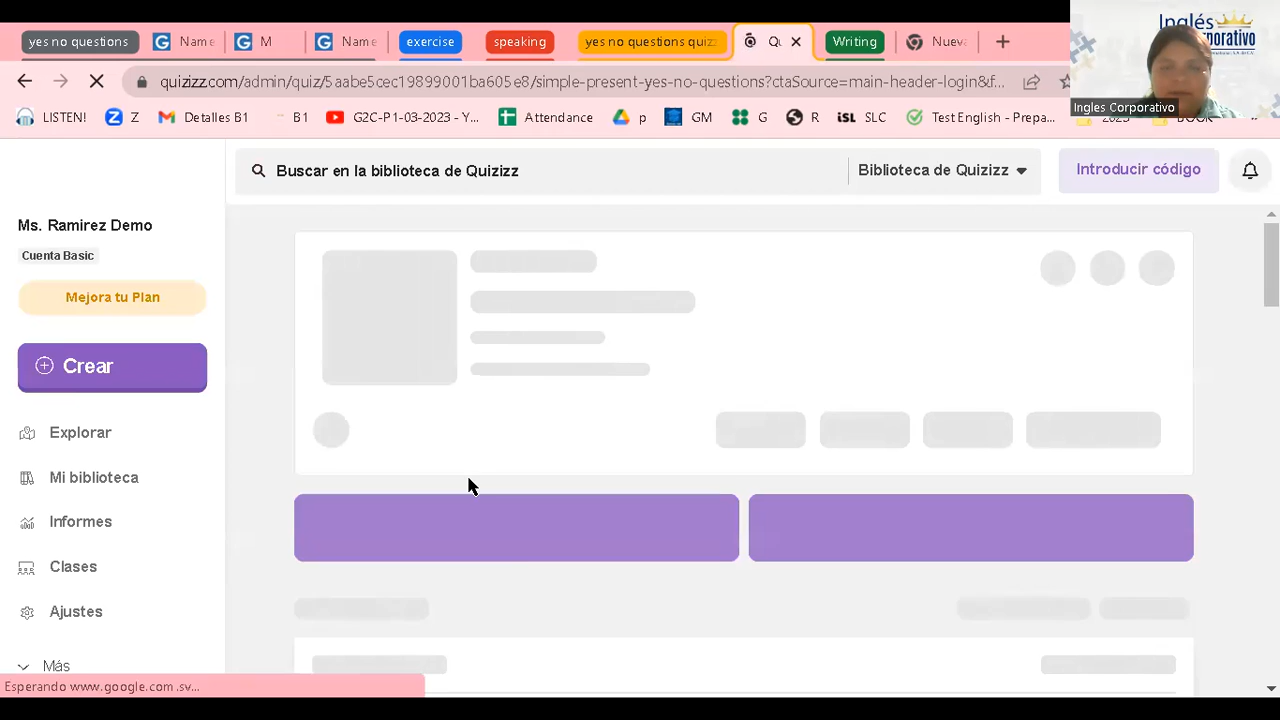 Inglés
Corporativo
yes no questions
Name
M
Name
exercise
speaking
yes no questions quiz
Qu
Writing
Nueva
quizizz.com/admin/quiz/5aabe5cec19899001ba605e8/simple-present-yes-no-questions?ctaSource=main-header-login&f...
Ingles Corporativo
LISTEN!
Z
Detalles B1
B1
G2C-P1-03-2023 - Y...
Attendance
p
GM
G
R
iSL
SLC
Test English - Prepa...
2023
BOOK
Buscar en la biblioteca de Quizizz
Biblioteca de Quizizz
Introducir código
Ms. Ramirez Demo
Cuenta Basic
Mejora tu Plan
Crear
Explorar
Mi biblioteca
Informes
Clases
Ajustes
Más
Esperando www.google.com.sv...